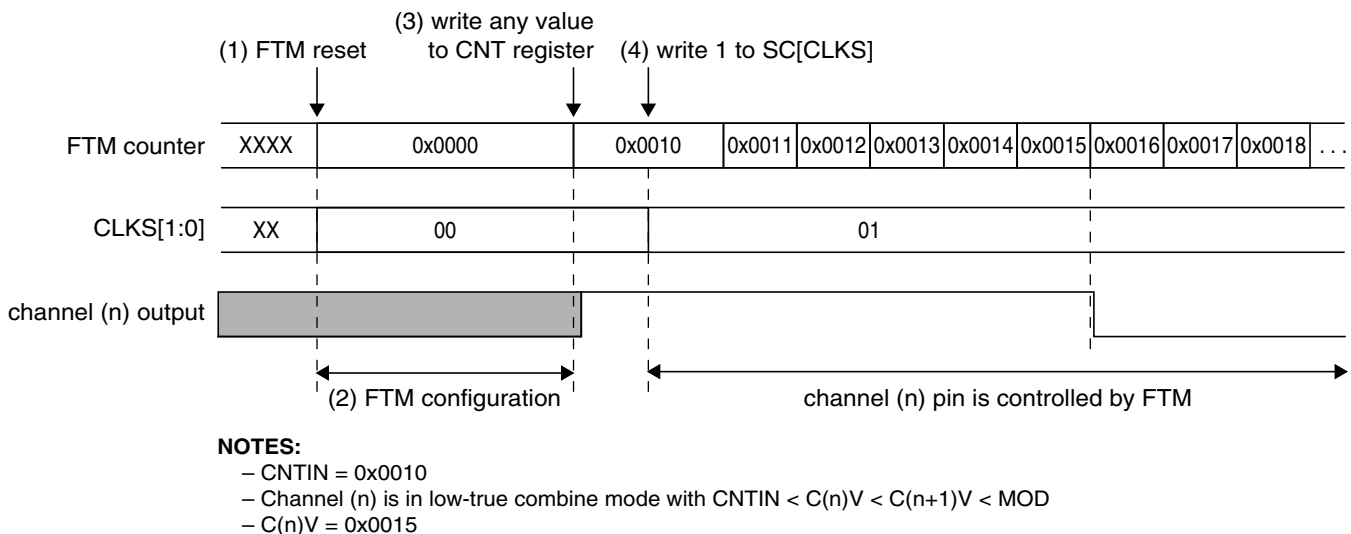 (3) write any value
(1) FTM reset
to CNT register
(4) write 1 to SC[CLKS]
FTM counter
XXXX
0x0000
0x0010
0x0011
0x0012
0x0013
0x0014
0x0015
0x0016
0x0017
0x0018
. . .
CLKS[1:0]
XX
00
01
channel (n) output
(2) FTM configuration
channel (n) pin is controlled by FTM
NOTES:
– CNTIN = 0x0010
– Channel (n) is in low-true combine mode with CNTIN < C(n)V < C(n+1)V < MOD
– C(n)V = 0x0015